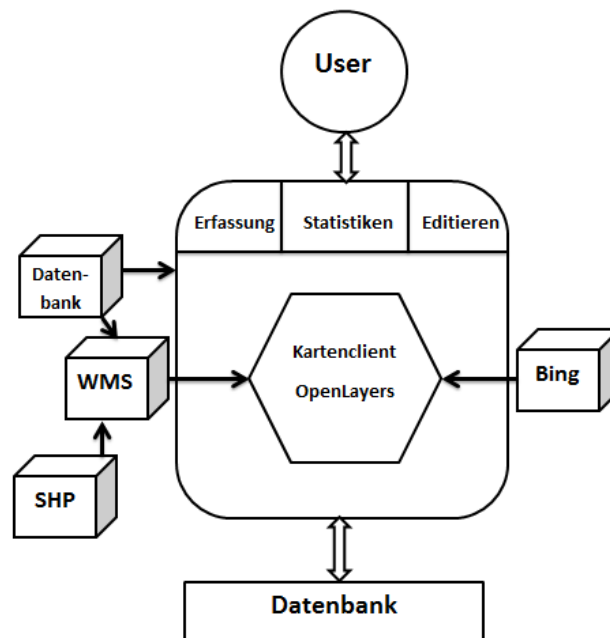 User
Erfassung
Statistiken
Editieren
Daten-
bank
Kartenclient
OpenLayers
WMS
Bing
SHP
Datenbank